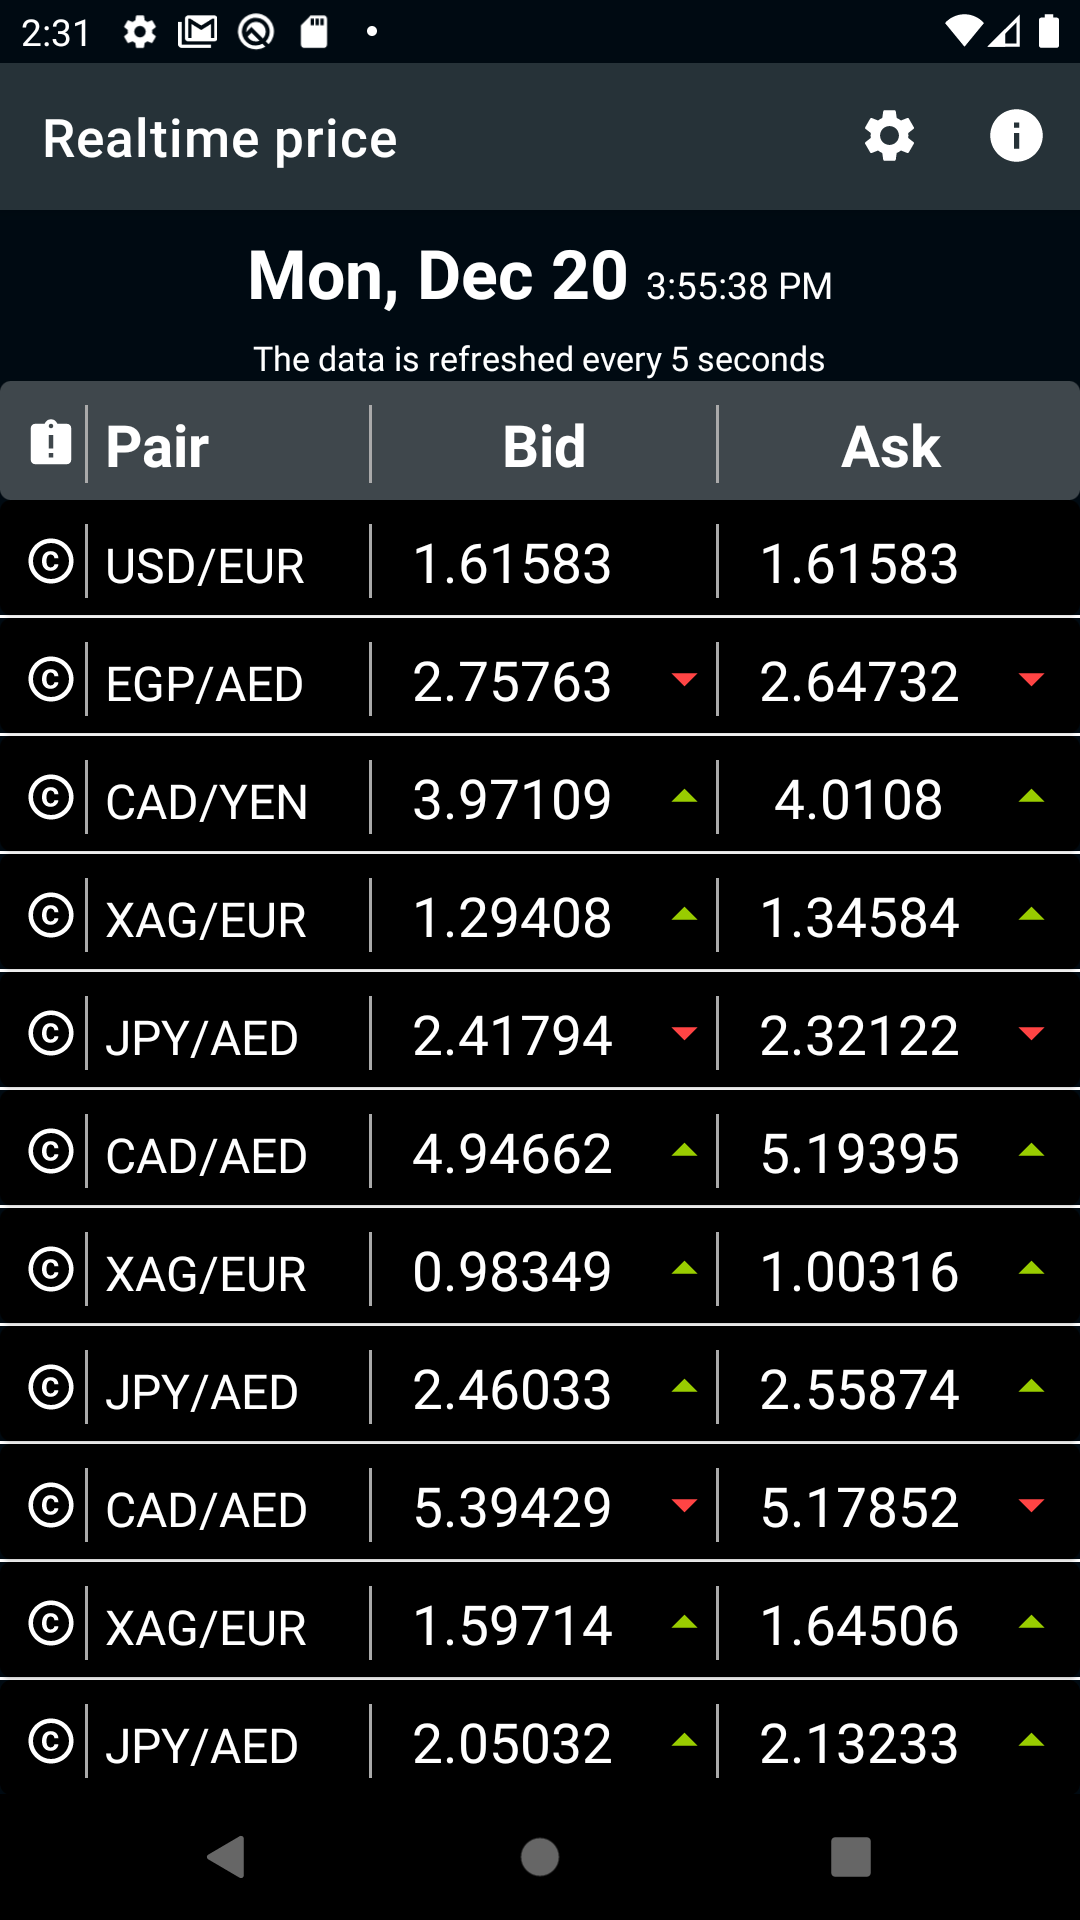 2:31
Realtime price
Mon, Dec 20 3:55:38 PM
The data is refreshed every 5 seconds
Pair Bid Ask
USD/EUR 1.61583 1.61583
EGP/AED 2.75763 2.64732
CAD/YEN 3.97109 4.0108
XAG/EUR 1.29408 1.34584
JPY/AED 2.41794 2.32122
CAD/AED 4.94662 5.19395
XAG/EUR 0.98349 1.00316
JPY/AED 2.46033 2.55874
CAD/AED 5.39429 5.17852
XAG/EUR 1.59714 1.64506
JPY/AED 2.05032 2.13233